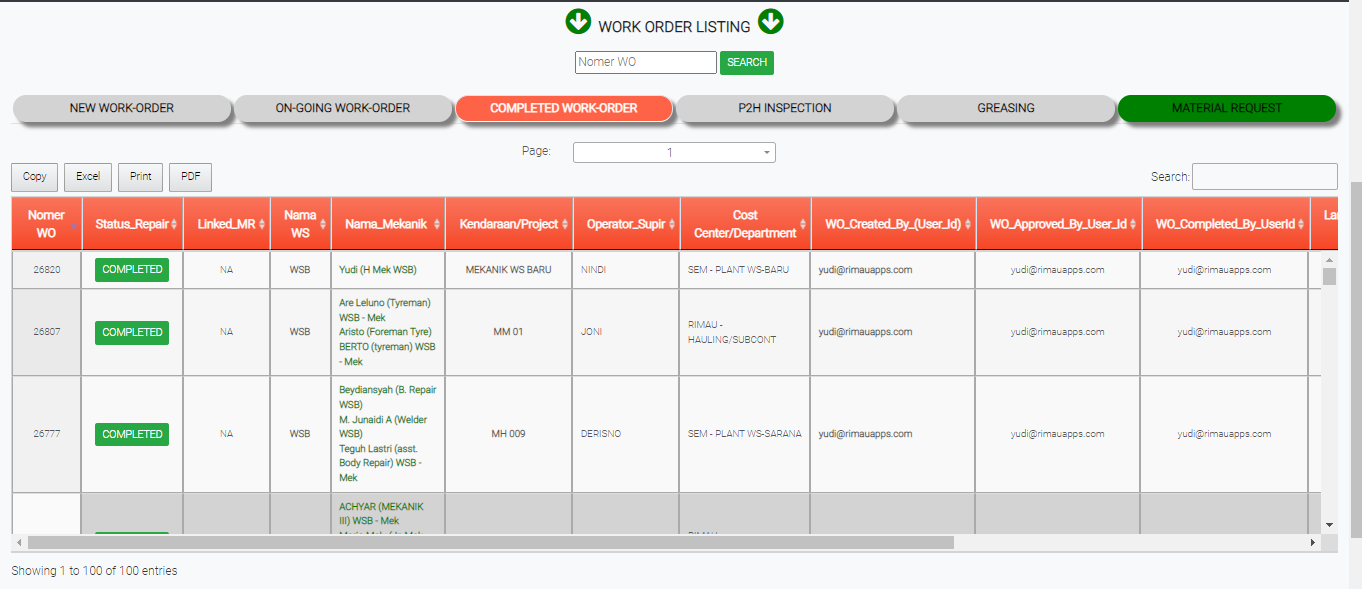 WORK ORDER LISTING
Nomer WO SEARCH
NEW WORK-ORDER ON-GOING WORK-ORDER COMPLETED WORK-ORDER P2H INSPECTION GREASING MATERIAL REQUEST
Page: 1
Copy Excel Print PDF Search:
Nomer WO Status_Repair Linked_MR Nama WS Nama_Mekanik Kendaraan/Project Operator_Supir Cost Center/Department WO_Created_By_(User_Id) WO_Approved_By_User_Id WO_Completed_By_UserId
26820 COMPLETED NA WSB Yudi (H Mek WSB) MEKANIK WS BARU NINDI SEM - PLANT WS-BARU yudi@rimauapps.com yudi@rimauapps.com yudi@rimauapps.com
Are Leluno (Tyreman)
WSB - Mek
Aristo (Foreman Tyre)
BERTO (tyreman) WSB
- Mek
26807 COMPLETED NA WSB MM 01 JONI RIMAU -
HAULING/SUBCONT yudi@rimauapps.com yudi@rimauapps.com yudi@rimauapps.com
Beydiansyah (B. Repair
WSB)
M. Junaidi A (Welder
WSB)
Teguh Lastri (asst.
Body Repair) WSB -
Mek
26777 COMPLETED NA WSB MH 009 DERISNO SEM - PLANT WS-SARANA yudi@rimauapps.com yudi@rimauapps.com yudi@rimauapps.com
ACHYAR (MEKANIK
III) WSB - Mek
Showing 1 to 100 of 100 entries